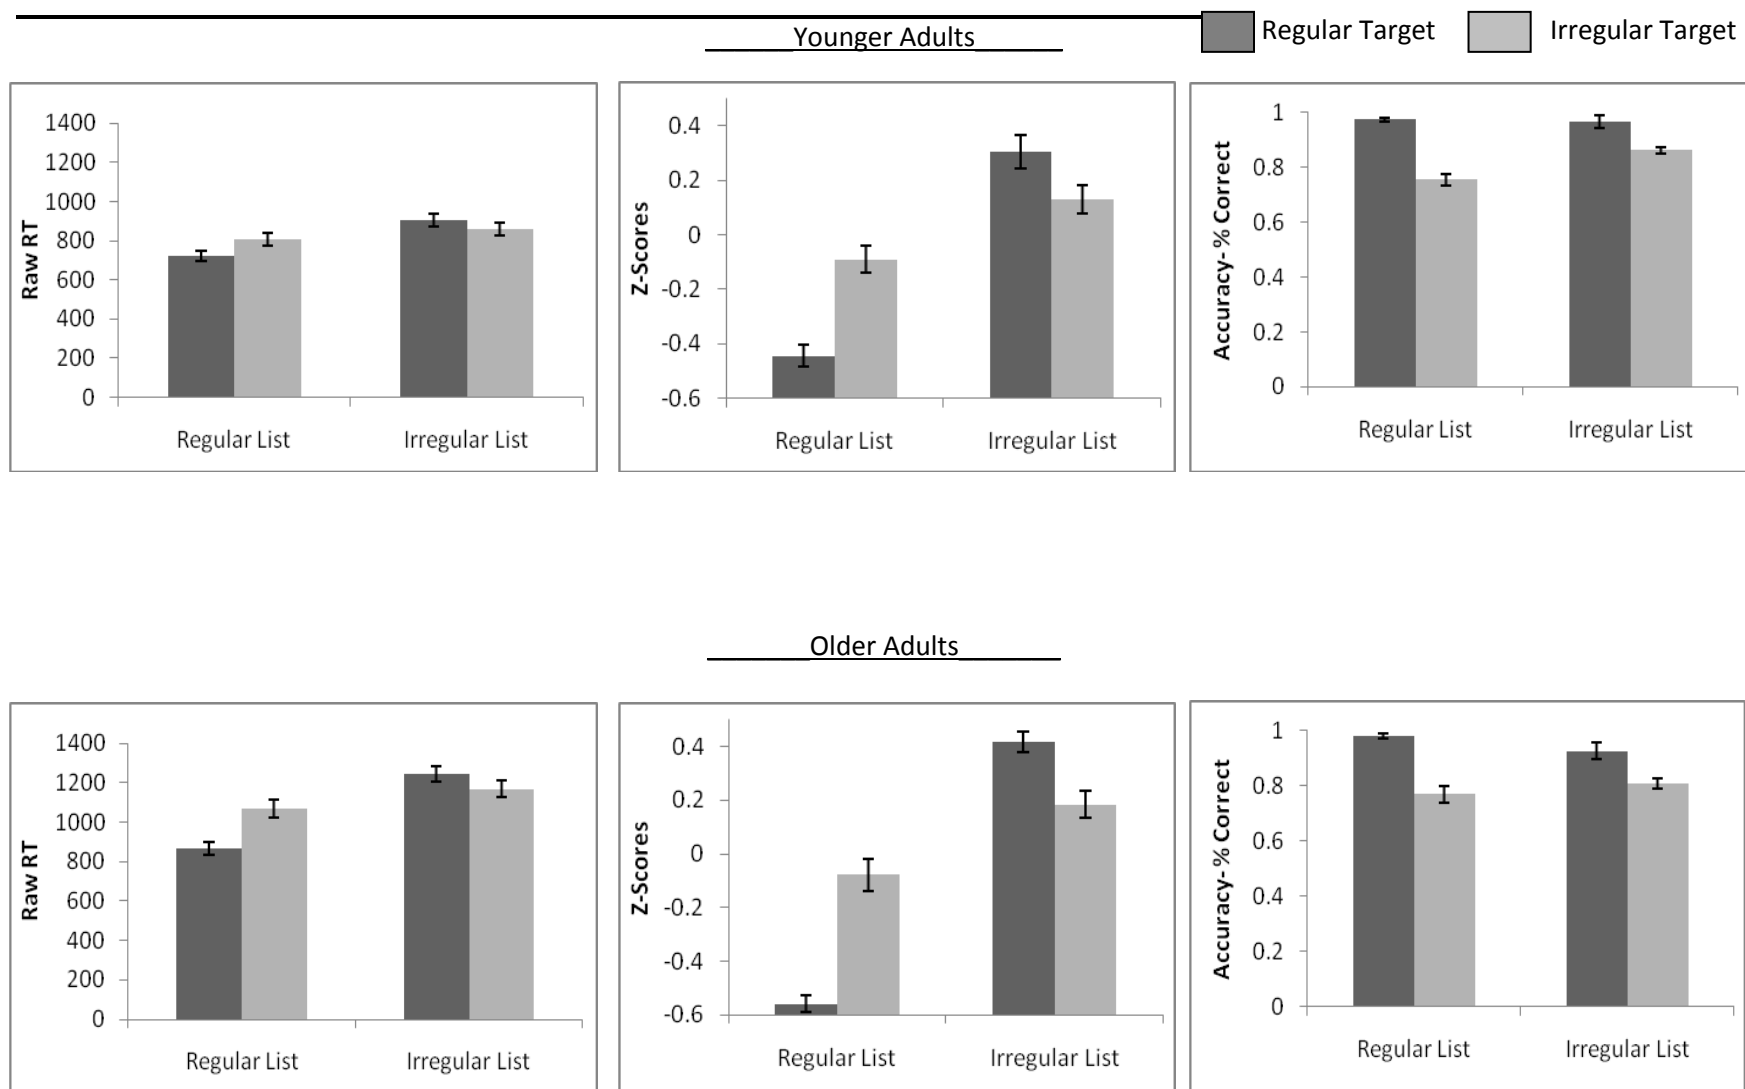 Regular Target Irregular Target
Younger Adults
Raw RT
1400
1200
1000
800
600
400
200
0
Regular List Irregular List
Z-Scores
0.4
0.2
0
-0.2
-0.4
-0.6
Regular List Irregular List
Accuracy- % Correct
1
0.8
0.6
0.4
0.2
0
Regular List Irregular List
Older Adults
Raw RT
1400
1200
1000
800
600
400
200
0
Regular List Irregular List
Z-Scores
0.4
0.2
0
-0.2
-0.4
-0.6
Regular List Irregular List
Accuracy- % Correct
1
0.8
0.6
0.4
0.2
0
Regular List Irregular List